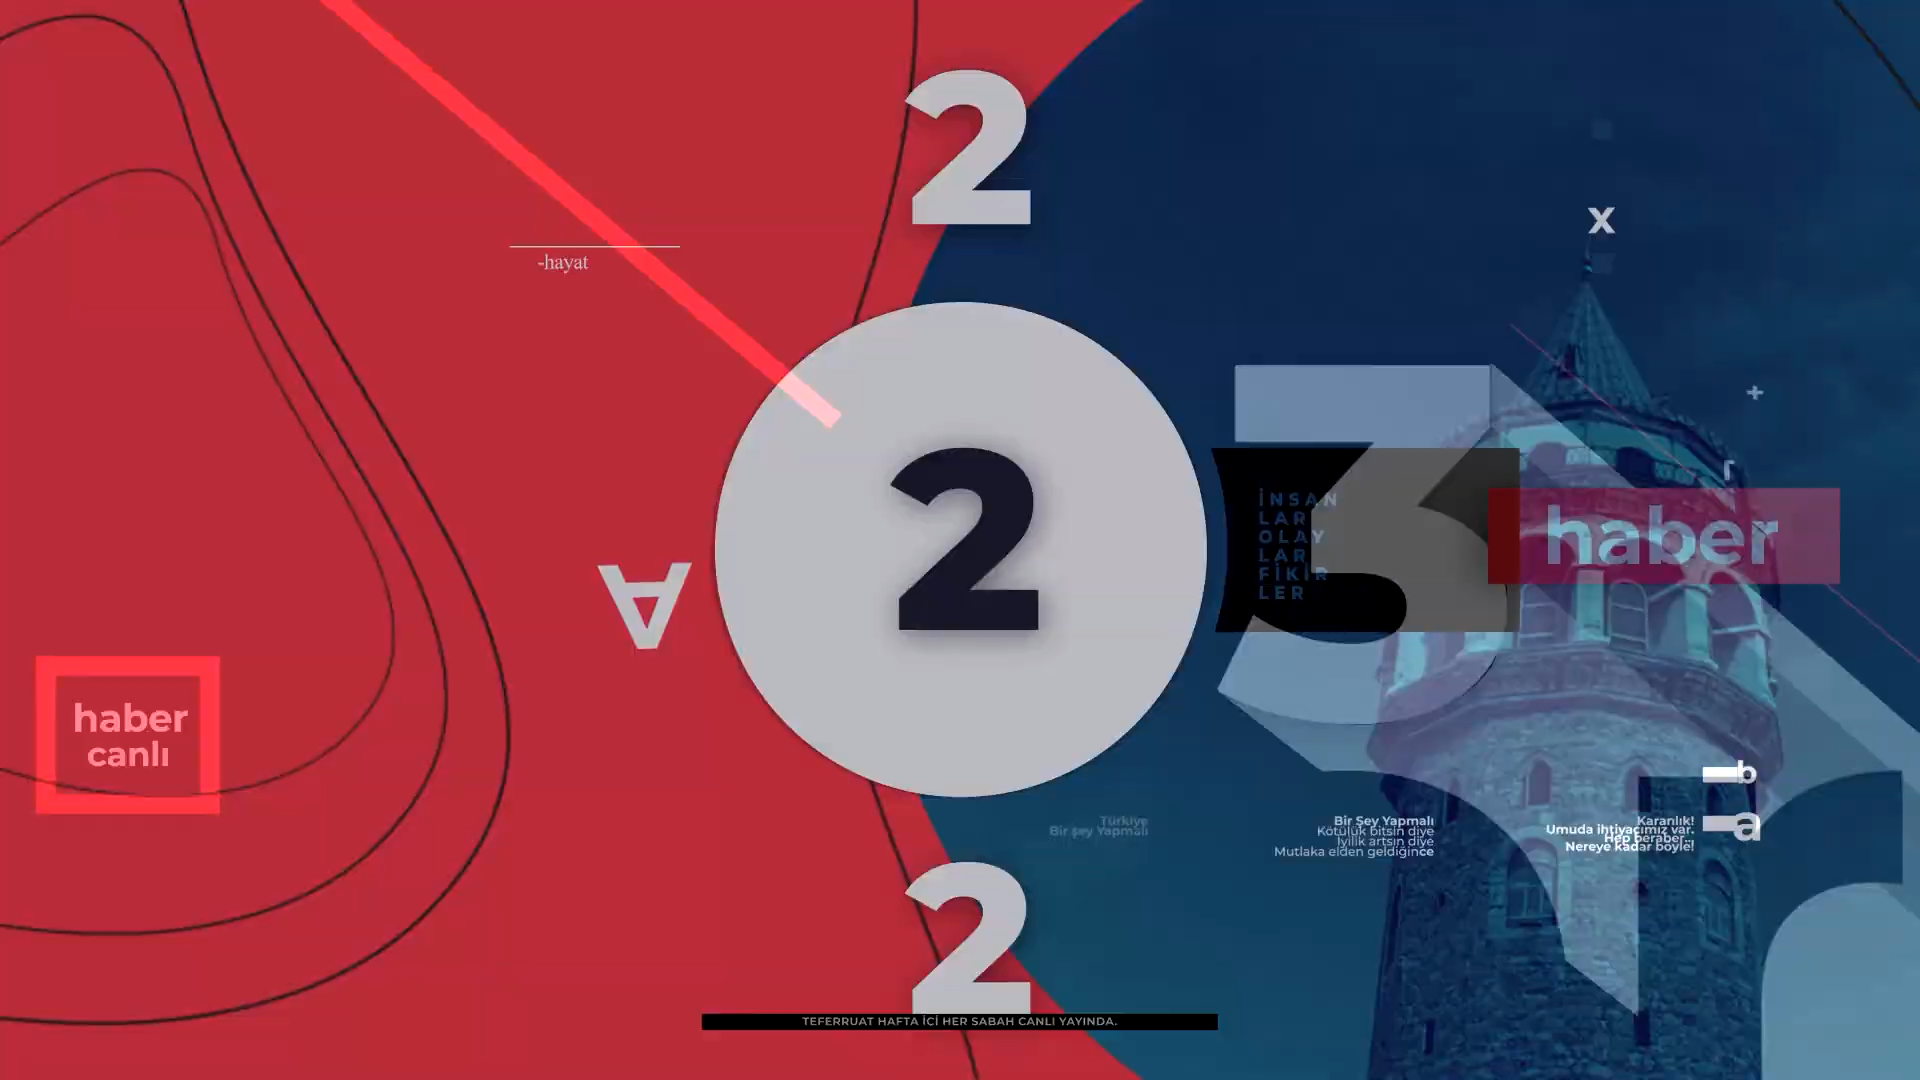 2
x
-hayat
+
3
İNSAN
LAR
OLAY
LAR
FİKİR
LER
haber
2
A
haber
canlı
b
a
Türkiye
Bir şey Yapmalı
Bir Şey Yapmalı
Kötülük bitsin diye
İyilik artsın diye
Mutlaka elden geldiğince
Karanlık!
Umuda ihtiyacımız var.
Hep beraber...
Nereye kadar böyle!
2
TEFERRUAT HAFTA İÇİ HER SABAH CANLI YAYINDA.